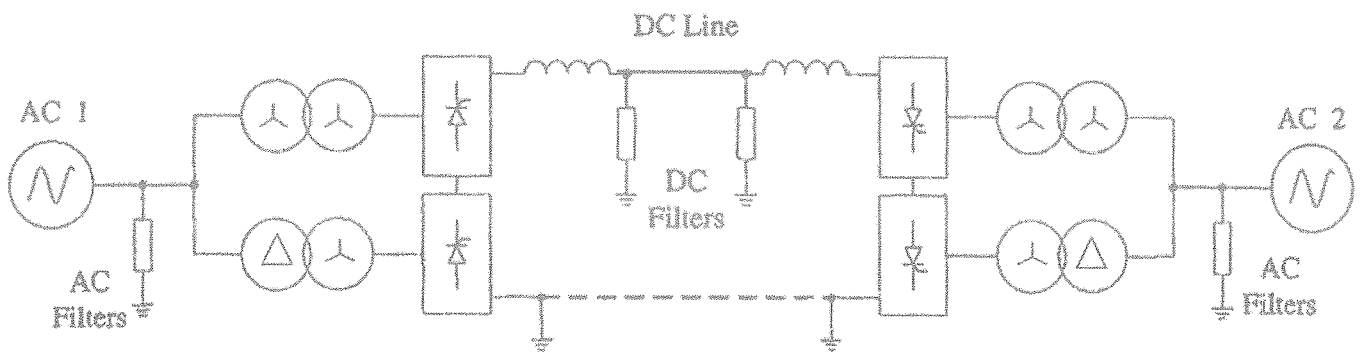 DC Line
AC 1
AC 2
DC
Filters
AC
Filters
AC
Filters